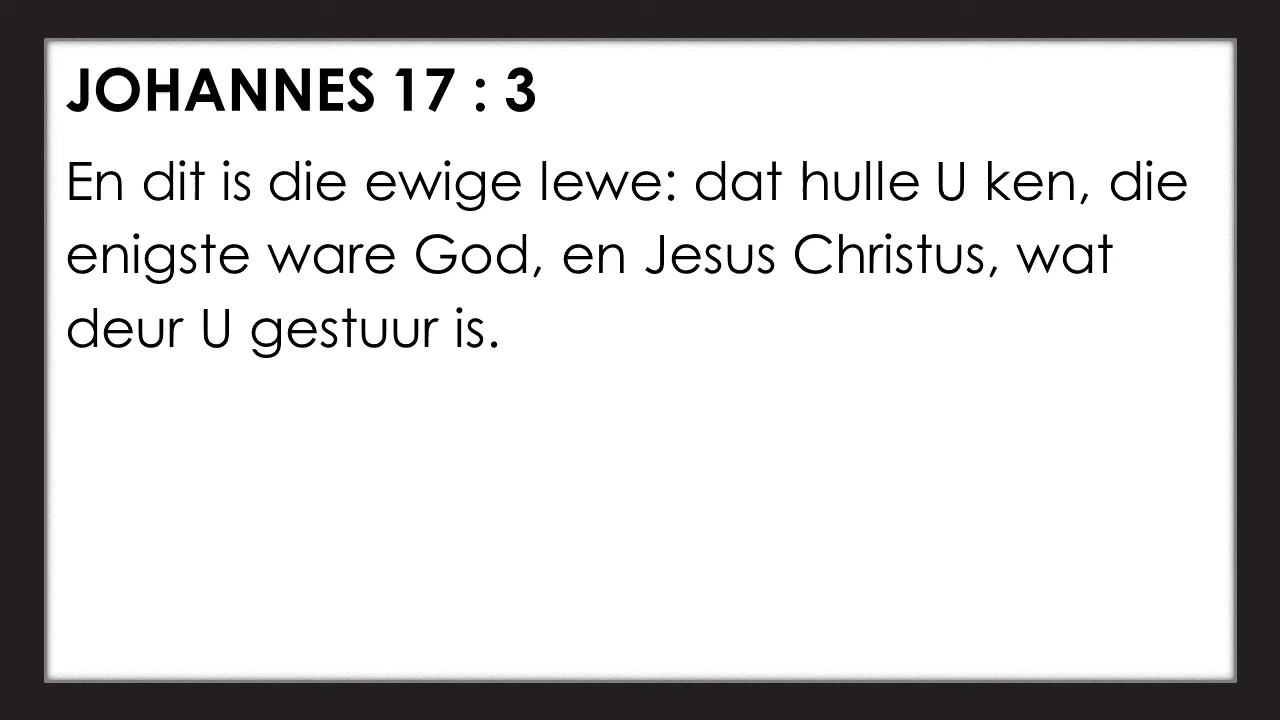 JOHANNES 17 : 3
En dit is die ewige lewe: dat hulle U ken, die
enigste ware God, en Jesus Christus, wat
deur U gestuur is.